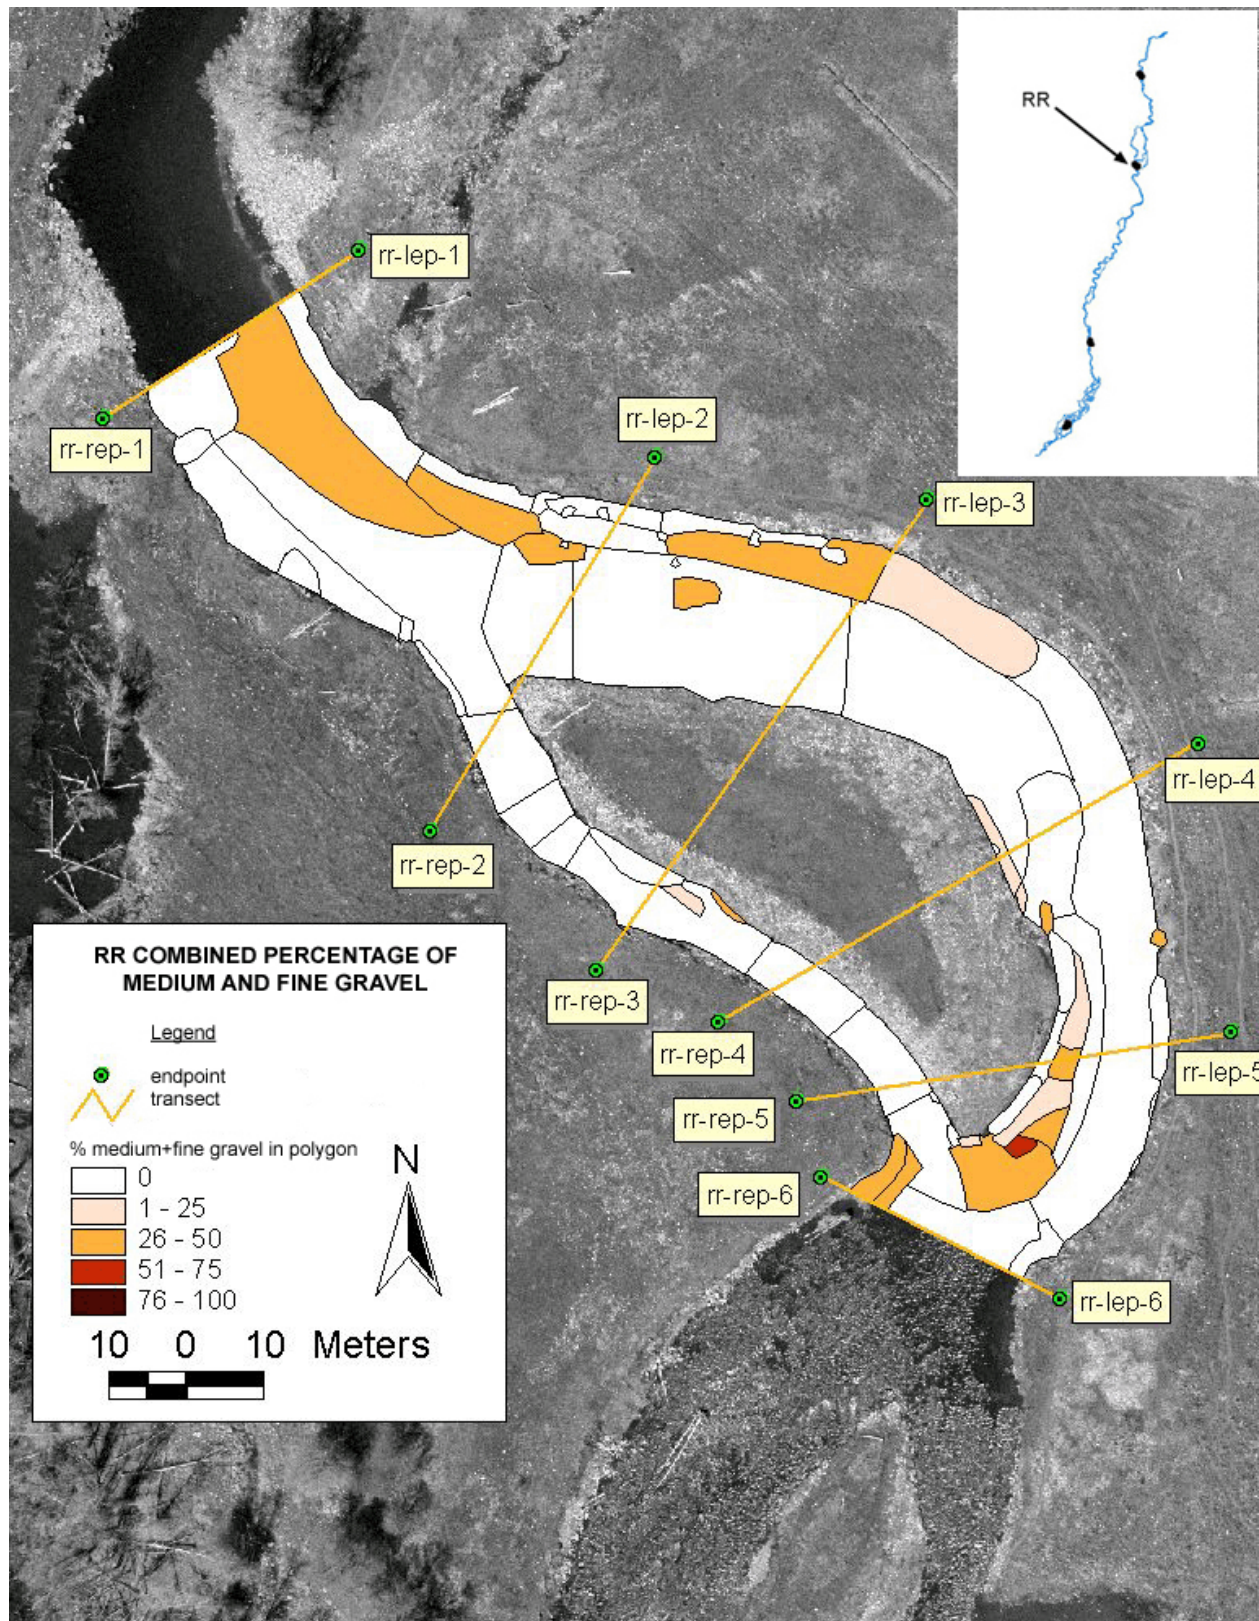 RR
rr-lep-1
rr-rep-1
rr-lep-2
rr-lep-3
rr-lep-4
rr-rep-2
rr-rep-3
rr-rep-4
rr-lep-5
rr-rep-5
rr-rep-6
rr-lep-6
RR COMBINED PERCENTAGE OF
MEDIUM AND FINE GRAVEL
Legend
endpoint
transect
% medium+fine gravel in polygon
0
1 - 25
26 - 50
51 - 75
76 - 100
N
10 0 10 Meters